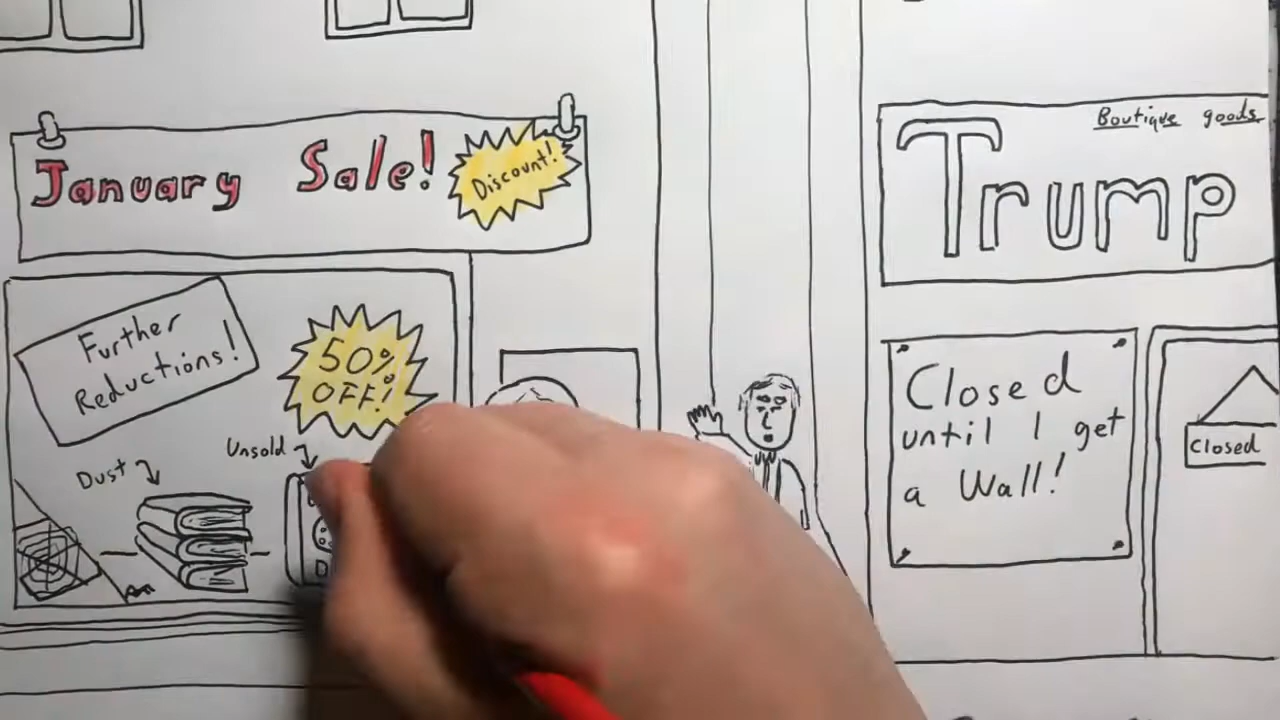 January Sale!
Discount!
Further
Reductions!
50%
OFF!
Unsold
Dust
D
Boutique goods
Trump
Closed
until I get
a Wall!
Closed